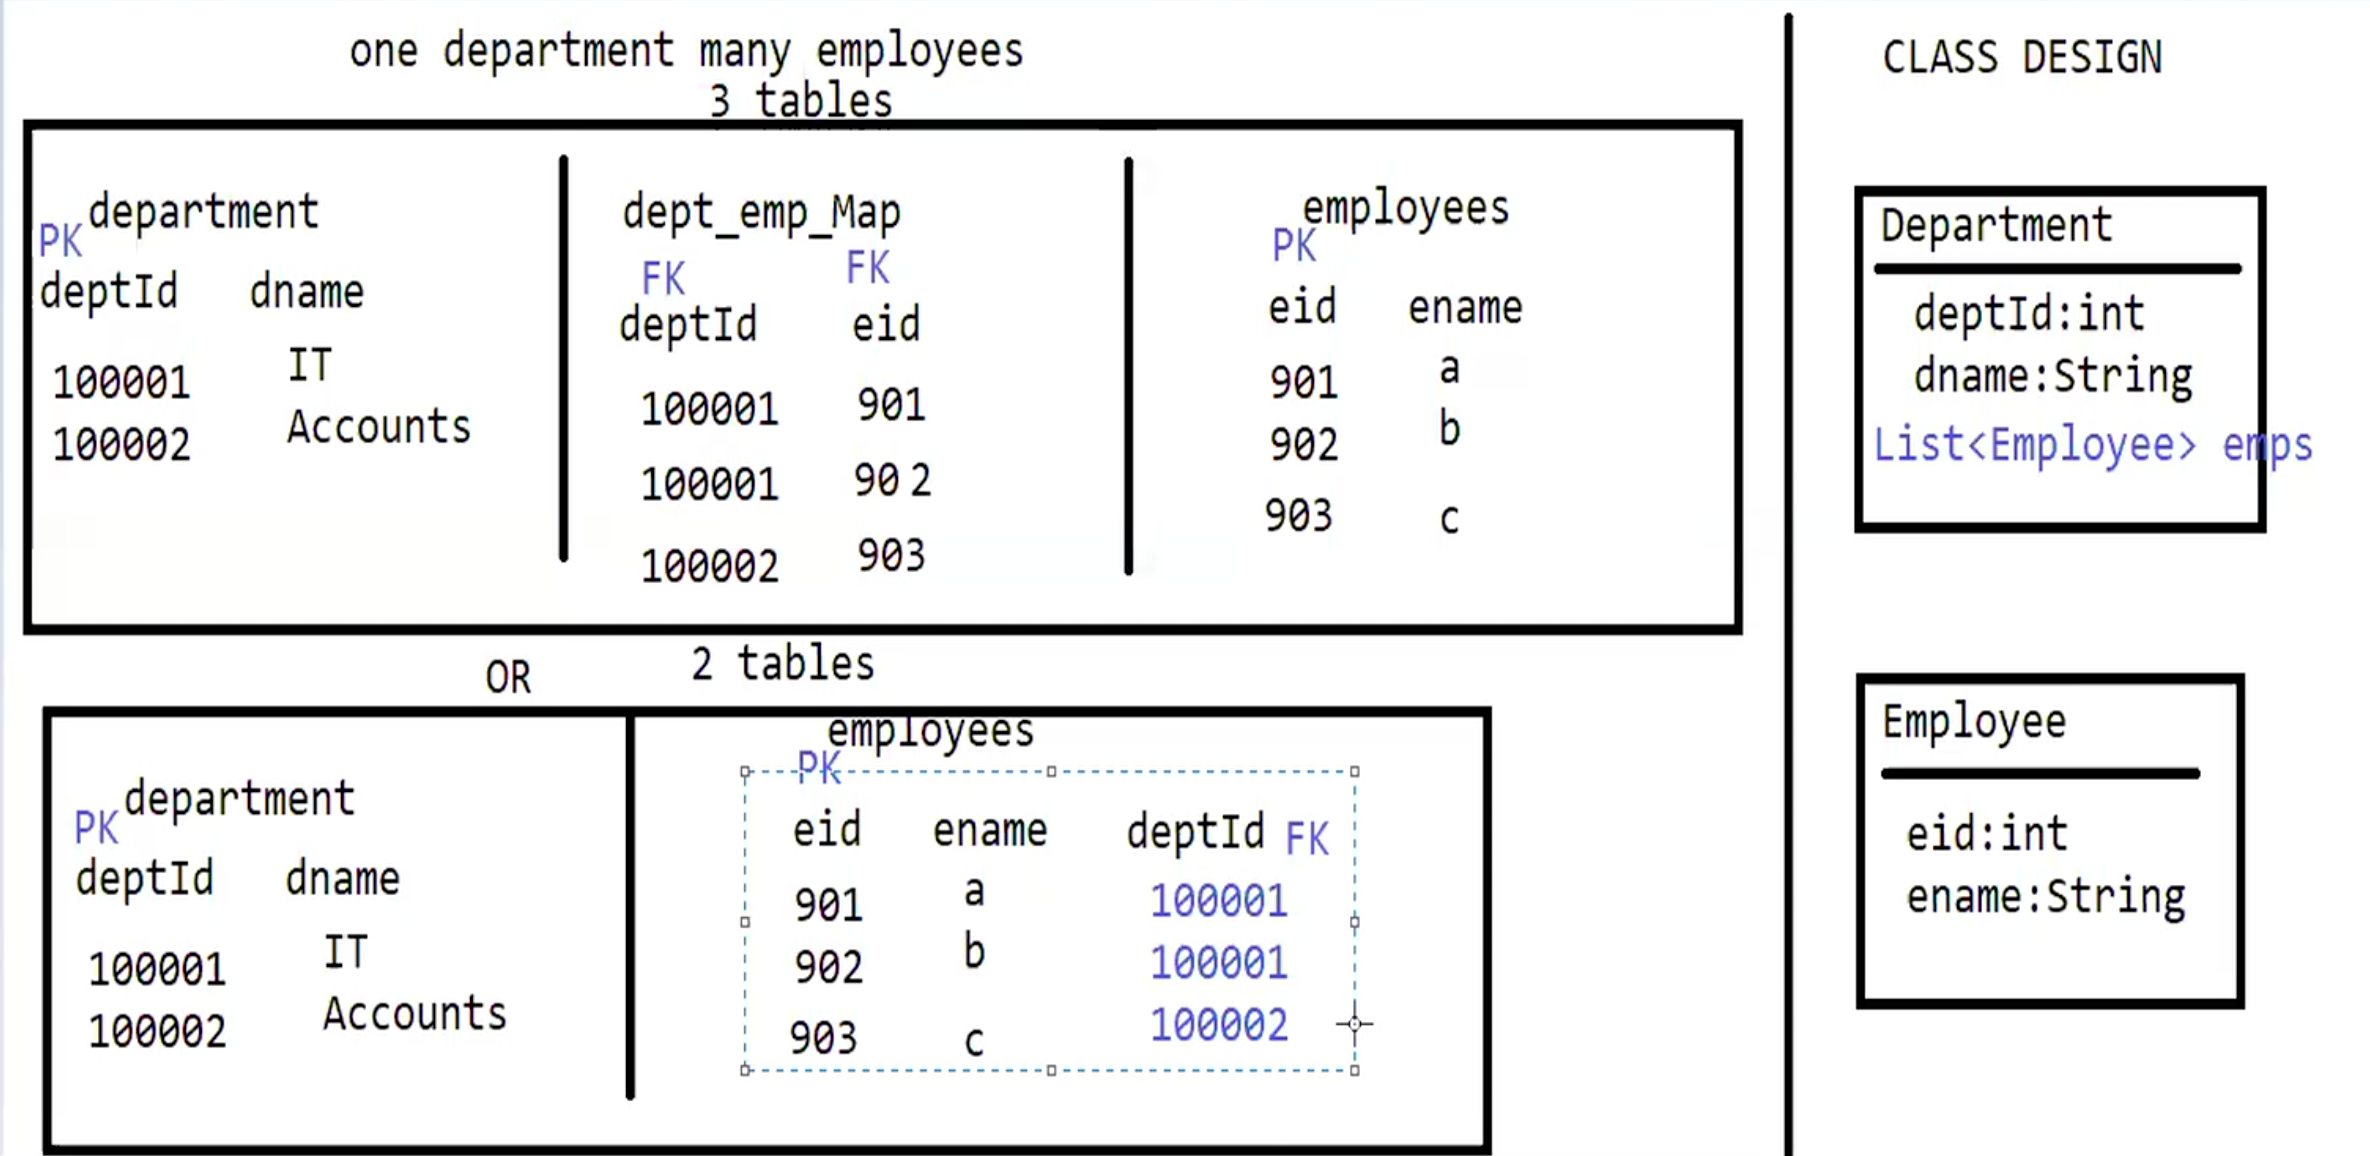 one department many employees
3 tables
department
PK
deptId dname
100001 IT
100002 Accounts
dept_emp_Map
FK FK
deptId eid
100001 901
100001 90 2
100002 903
employees
PK
eid ename
901 a
902 b
903 c
OR 2 tables
department
PK
deptId dname
100001 IT
100002 Accounts
employees
PK
eid ename deptId FK
901 a 100001
902 b 100001
903 c 100002
CLASS DESIGN
Department
deptId:int
dname:String
List<Employee> emps
Employee
eid:int
ename:String